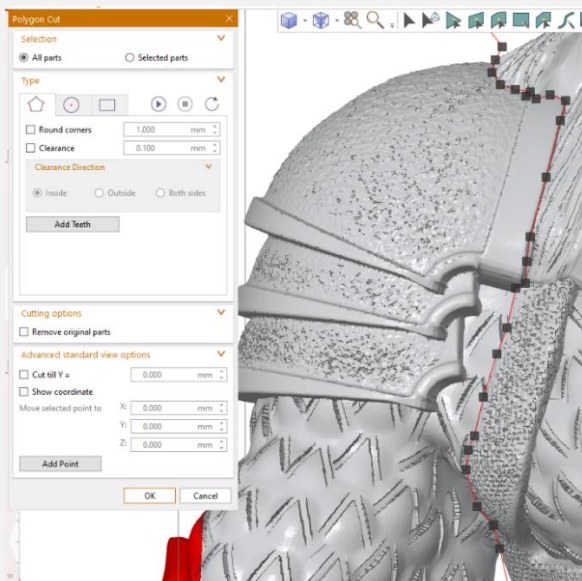 Polygon Cut
Selection
All parts
Selected parts
Type
Round corners
1.000 mm
Clearance
0.100 mm
Clearance Direction
Inside
Outside
Both sides
Add Teeth
Cutting options
Remove original parts
Advanced standard view options
Cut till Y =
0.000 mm
Show coordinate
Move selected point to
X: 0.000 mm
Y: 0.000 mm
Z: 0.000 mm
Add Point
OK
Cancel